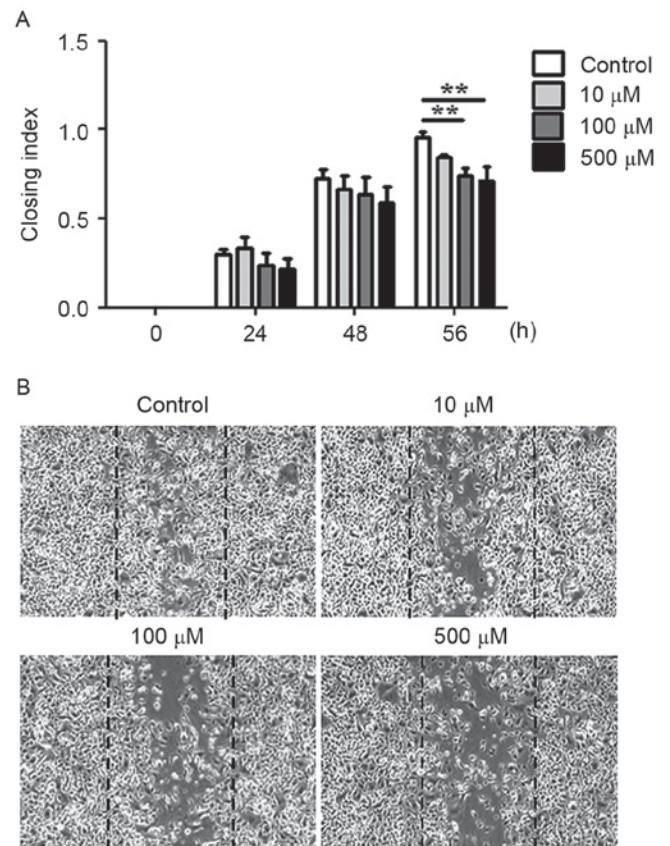 A
1.5
1.0
0.5
0.0
Closing index
**
**
Control
10 μM
100 μM
500 μM
0 24 48 56 (h)
B
Control 10 μM
100 μM 500 μM